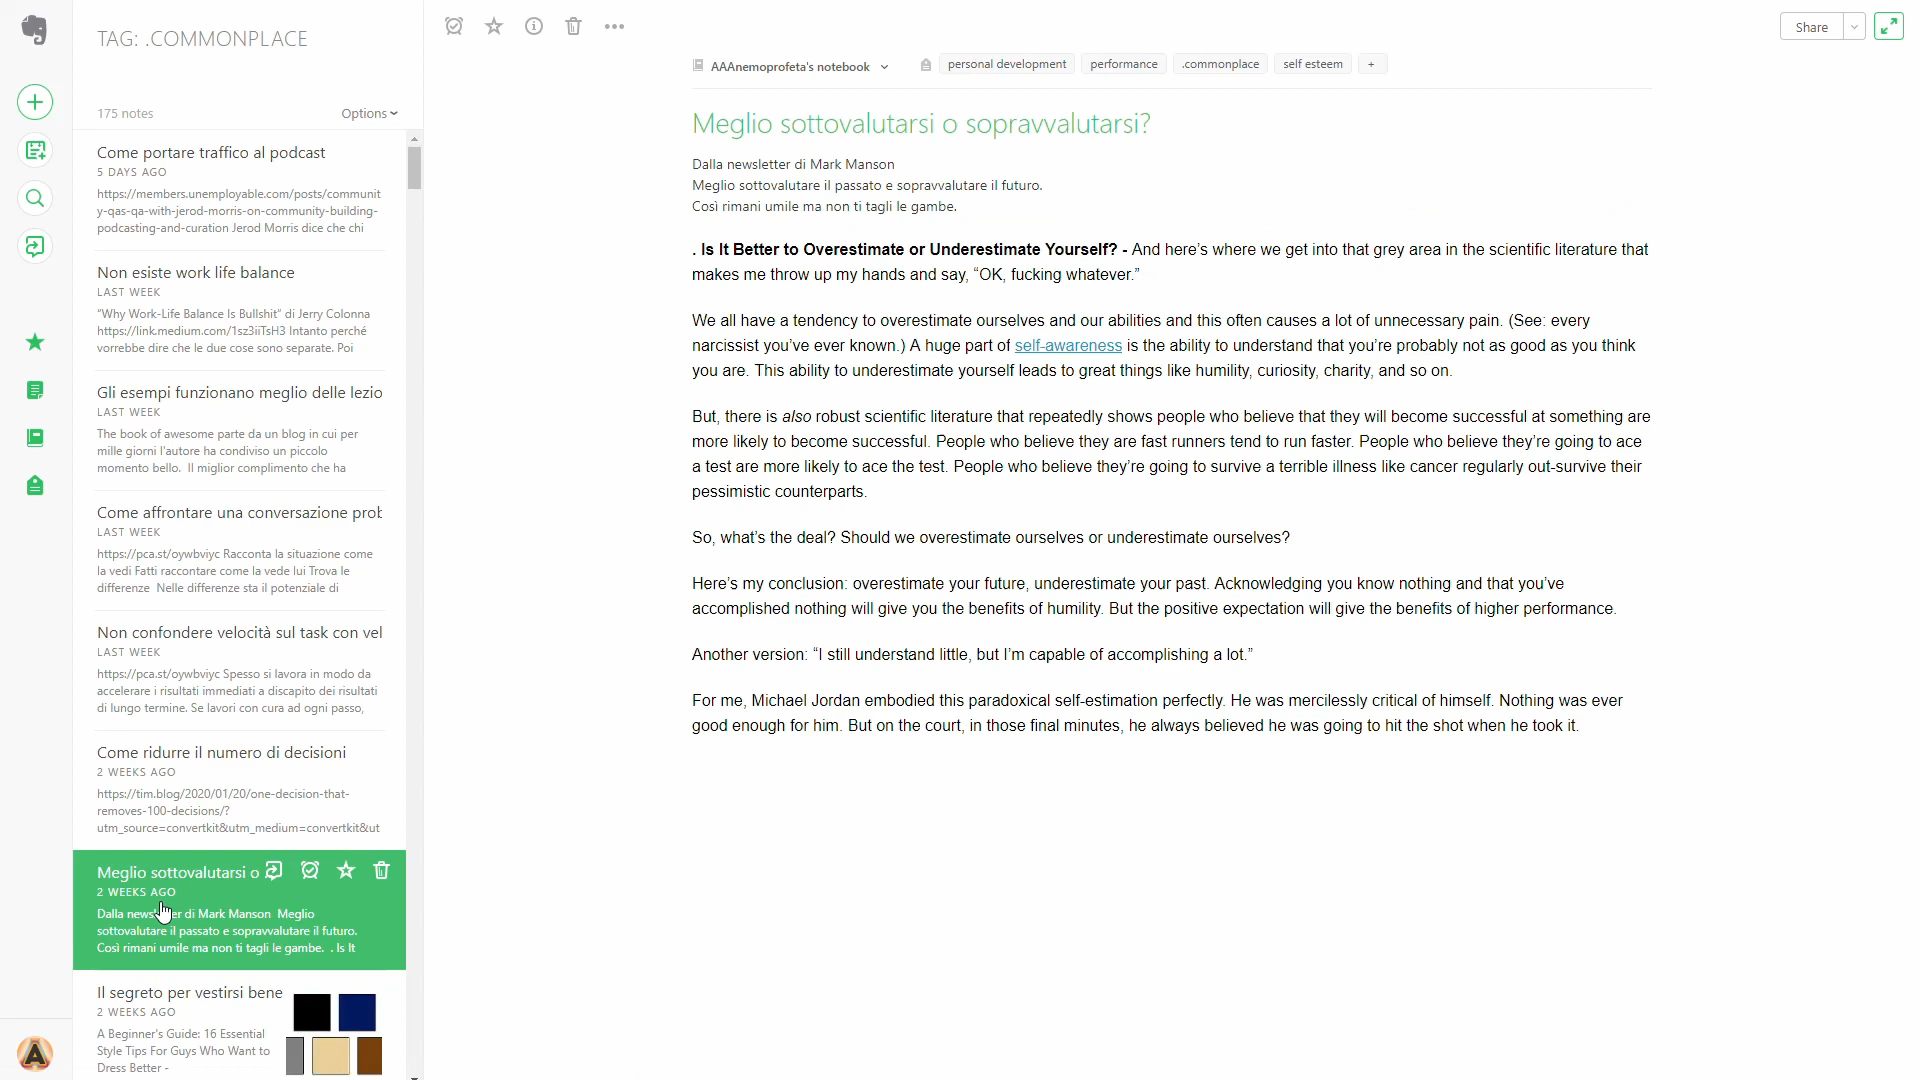 TAG: .COMMONPLACE
175 notes
Options
Come portare traffico al podcast
5 DAYS AGO
https://members.unemployable.com/posts/communit
y-qas-qa-with-jerod-morris-on-community-building-
podcasting-and-curation Jerod Morris dice che chi
Non esiste work life balance
LAST WEEK
"Why Work-Life Balance Is Bullshit" di Jerry Colonna
https://link.medium.com/1sz3iiTsH3 Intanto perché
vorrebbe dire che le due cose sono separate. Poi
Gli esempi funzionano meglio delle lezio
LAST WEEK
The book of awesome parte da un blog in cui per
mille giorni l'autore ha condiviso un piccolo
momento bello. Il miglior complimento che ha
Come affrontare una conversazione prob
LAST WEEK
https://pca.st/oywbviyc Racconta la situazione come
la vedi Fatti raccontare come la vede lui Trova le
differenze Nelle differenze sta il potenziale di
Non confondere velocità sul task con vel
LAST WEEK
https://pca.st/oywbviyc Spesso si lavora in modo da
accelerare i risultati immediati a discapito dei risultati
di lungo termine. Se lavori con cura ad ogni passo,
Come ridurre il numero di decisioni
2 WEEKS AGO
https://tim.blog/2020/01/20/one-decision-that-
removes-100-decisions/?
utm_source=convertkit&utm_medium=convertkit&ut
Meglio sottovalutarsi o
2 WEEKS AGO
Dalla news er di Mark Manson Meglio
sottovalutare il passato e sopravvalutare il futuro.
Così rimani umile ma non ti tagli le gambe. . Is It
Il segreto per vestirsi bene
2 WEEKS AGO
A Beginner's Guide: 16 Essential
Style Tips For Guys Who Want to
Dress Better -
Share
AAAnemoprofeta's notebook
personal development
performance
.commonplace
self esteem
+
Meglio sottovalutarsi o sopravvalutarsi?
Dalla newsletter di Mark Manson
Meglio sottovalutare il passato e sopravvalutare il futuro.
Così rimani umile ma non ti tagli le gambe.
. Is It Better to Overestimate or Underestimate Yourself? - And here's where we get into that grey area in the scientific literature that
makes me throw up my hands and say, “OK, fucking whatever.”
We all have a tendency to overestimate ourselves and our abilities and this often causes a lot of unnecessary pain. (See: every
narcissist you've ever known.) A huge part of self-awareness is the ability to understand that you're probably not as good as you think
you are. This ability to underestimate yourself leads to great things like humility, curiosity, charity, and so on.
But, there is also robust scientific literature that repeatedly shows people who believe that they will become successful at something are
more likely to become successful. People who believe they are fast runners tend to run faster. People who believe they're going to ace
a test are more likely to ace the test. People who believe they're going to survive a terrible illness like cancer regularly out-survive their
pessimistic counterparts.
So, what's the deal? Should we overestimate ourselves or underestimate ourselves?
Here's my conclusion: overestimate your future, underestimate your past. Acknowledging you know nothing and that you've
accomplished nothing will give you the benefits of humility. But the positive expectation will give the benefits of higher performance.
Another version: “I still understand little, but I'm capable of accomplishing a lot.”
For me, Michael Jordan embodied this paradoxical self-estimation perfectly. He was mercilessly critical of himself. Nothing was ever
good enough for him. But on the court, in those final minutes, he always believed he was going to hit the shot when he took it.